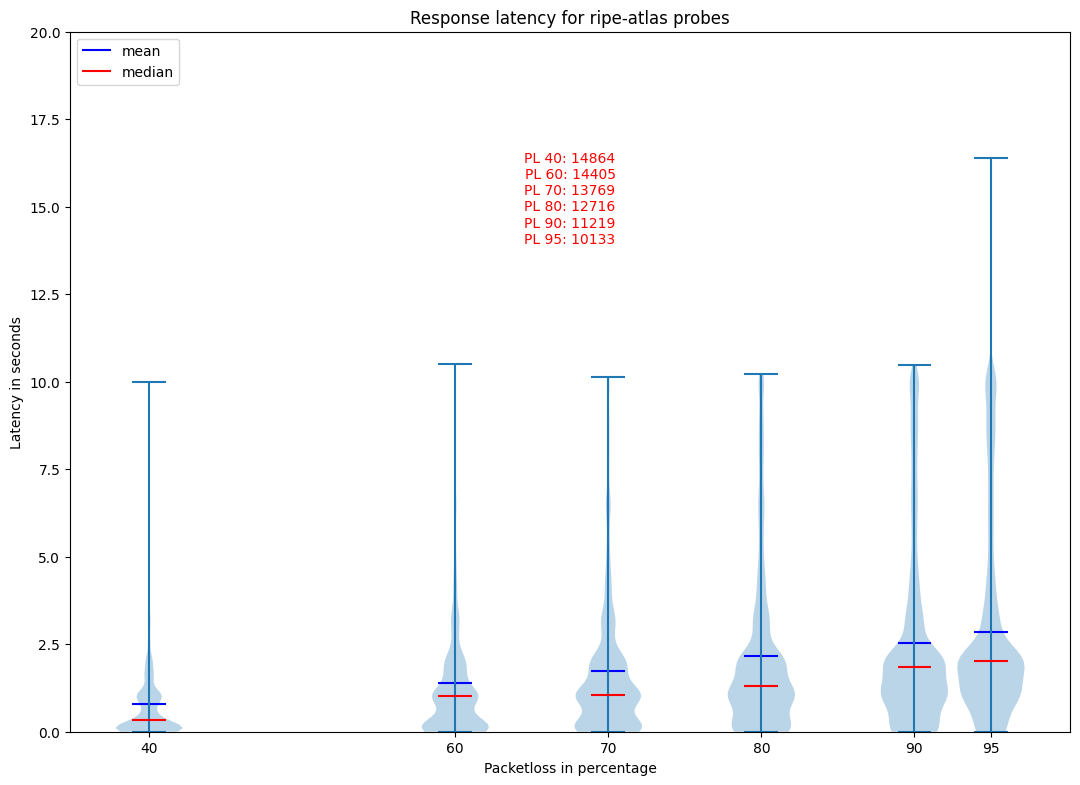 Response latency for ripe-atlas probes
mean
median
20.0
17.5
15.0
12.5
10.0
7.5
5.0
2.5
0.0
Latency in seconds
PL 40: 14864
PL 60: 14405
PL 70: 13769
PL 80: 12716
PL 90: 11219
PL 95: 10133
40 60 70 80 90 95
Packetloss in percentage